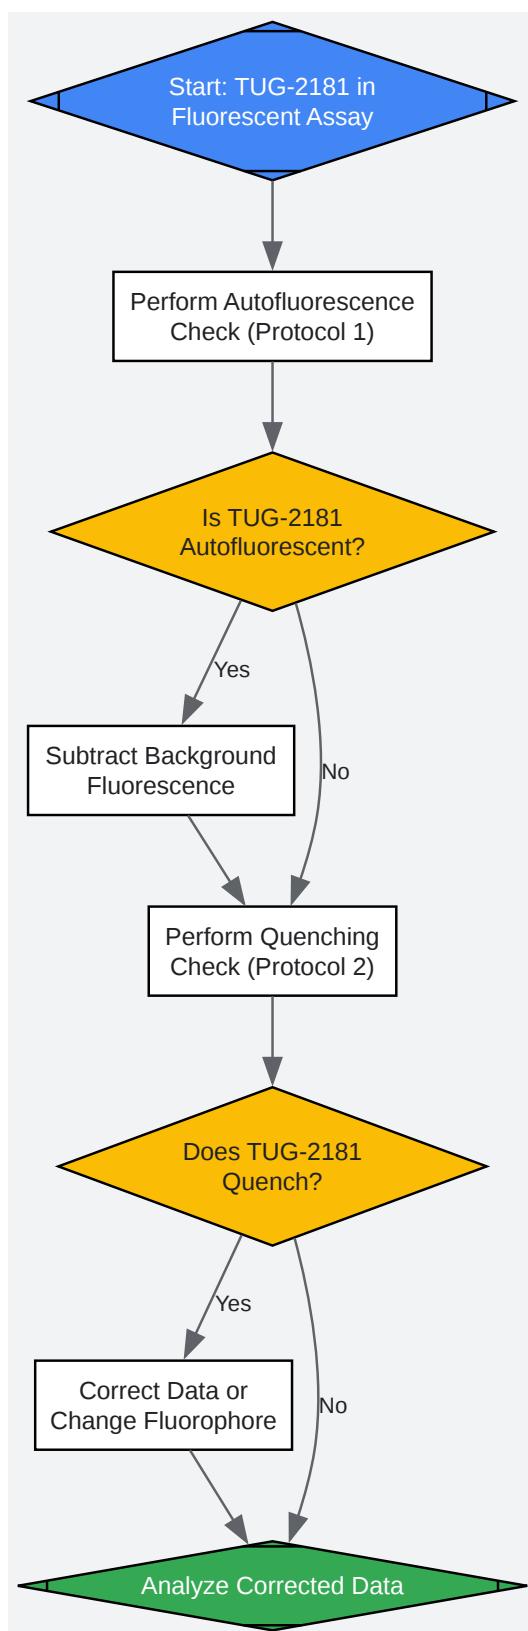 Start: TUG-2181 in
Fluorescent Assay
Perform Autofluorescence
Check (Protocol 1)
Is TUG-2181
Autofluorescent?
Yes
Subtract Background
Fluorescence
No
Perform Quenching
Check (Protocol 2)
Does TUG-2181
Quench?
Yes
Correct Data or
Change Fluorophore
No
Analyze Corrected Data